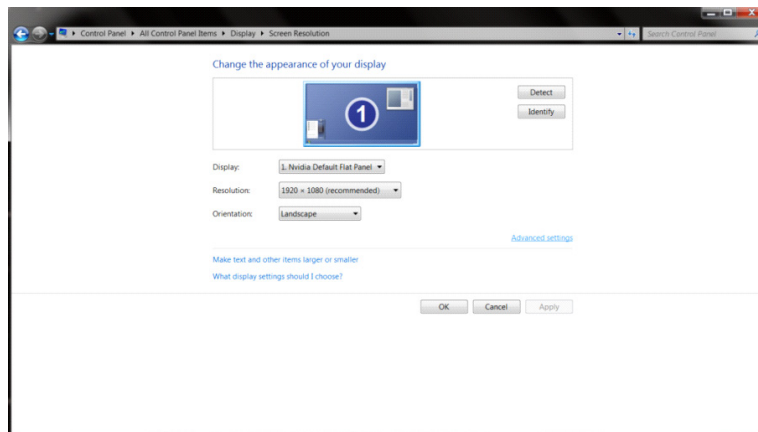 Control Panel ▸ All Control Panel Items ▸ Display ▸ Screen Resolution
Search Control Panel
Change the appearance of your display
1
Detect
Identify
Display: 1. Nvidia Default Flat Panel
Resolution: 1920 × 1080 (recommended)
Orientation: Landscape
Advanced settings
Make text and other items larger or smaller
What display settings should I choose?
OK Cancel Apply